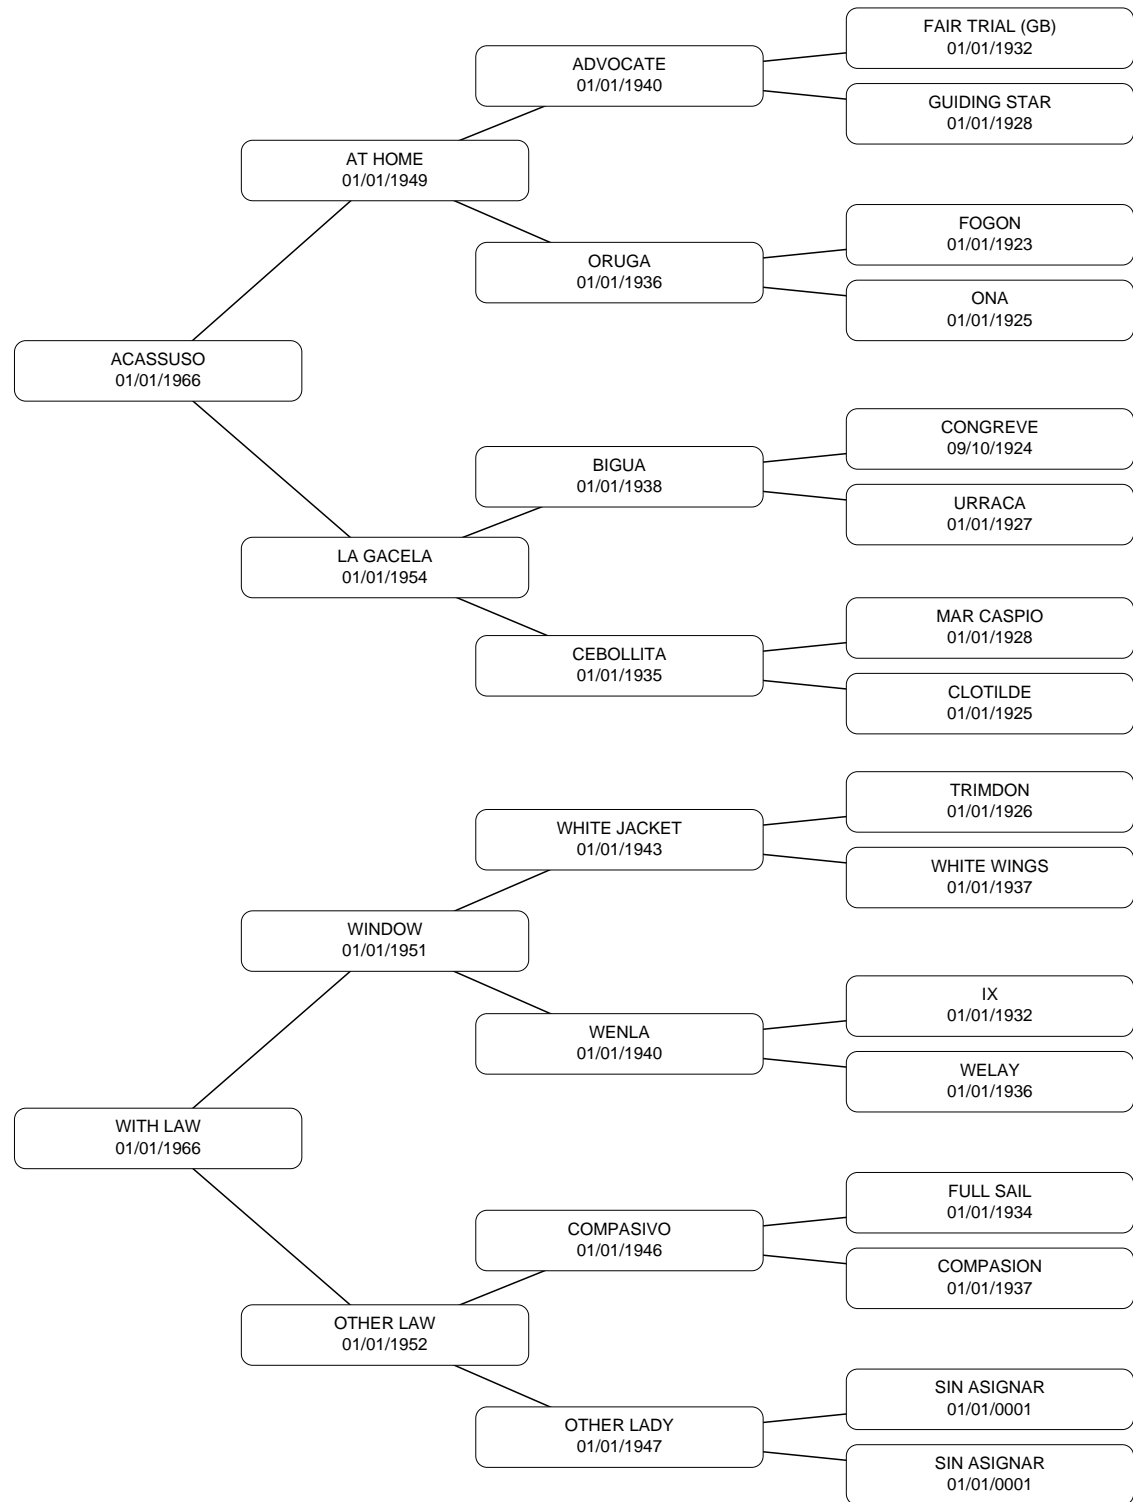 FAIR TRIAL (GB)
01/01/1932
ADVOCATE
01/01/1940
GUIDING STAR
01/01/1928
AT HOME
01/01/1949
FOGON
01/01/1923
ORUGA
01/01/1936
ONA
01/01/1925
ACASSUSO
01/01/1966
CONGREVE
09/10/1924
BIGUA
01/01/1938
URRACA
01/01/1927
LA GACELA
01/01/1954
MAR CASPIO
01/01/1928
CEBOLLITA
01/01/1935
CLOTILDE
01/01/1925
TRIMDON
01/01/1926
WHITE JACKET
01/01/1943
WHITE WINGS
01/01/1937
WINDOW
01/01/1951
IX
01/01/1932
WENLA
01/01/1940
WELAY
01/01/1936
WITH LAW
01/01/1966
FULL SAIL
01/01/1934
COMPASIVO
01/01/1946
COMPASION
01/01/1937
OTHER LAW
01/01/1952
SIN ASIGNAR
01/01/0001
OTHER LADY
01/01/1947
SIN ASIGNAR
01/01/0001